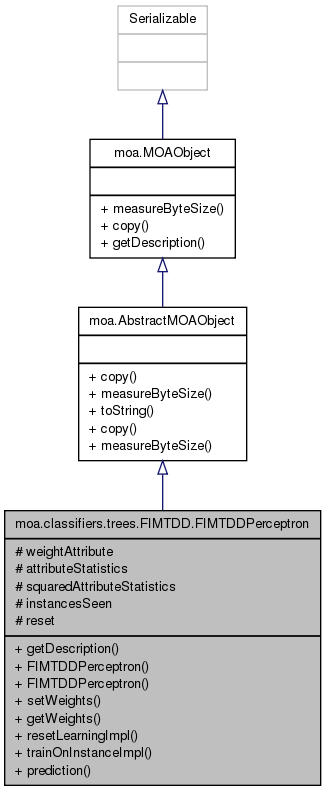 Serializable
moa.MOAObject
+ measureByteSize()
+ copy()
+ getDescription()
moa.AbstractMOAObject
+ copy()
+ measureByteSize()
+ toString()
+ copy()
+ measureByteSize()
moa.classifiers.trees.FIMTDD.FIMTDDPerceptron
# weightAttribute
# attributeStatistics
# squaredAttributeStatistics
# instancesSeen
# reset
+ getDescription()
+ FIMTDDPerceptron()
+ FIMTDDPerceptron()
+ setWeights()
+ getWeights()
+ resetLearningImpl()
+ trainOnInstanceImpl()
+ prediction()